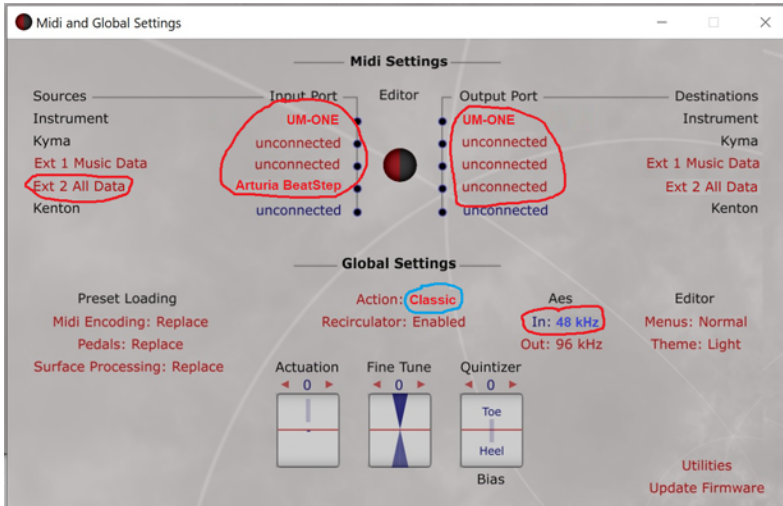 Midi and Global Settings
Midi Settings
Sources Input Port Editor Output Port Destinations
Instrument UM-ONE UM-ONE Instrument
Kyma unconnected unconnected Kyma
Ext 1 Music Data unconnected unconnected Ext 1 Music Data
Ext 2 All Data Arturia BeatStep unconnected Ext 2 All Data
Kenton unconnected unconnected Kenton
Global Settings
Preset Loading Action: Classic Aes Editor
Midi Encoding: Replace Recirculator: Enabled In: 48 kHz Menus: Normal
Pedals: Replace Out: 96 kHz Theme: Light
Surface Processing: Replace Actuation Fine Tune Quintizer
0 0 0
Toe
Heel
Bias
Utilities
Update Firmware